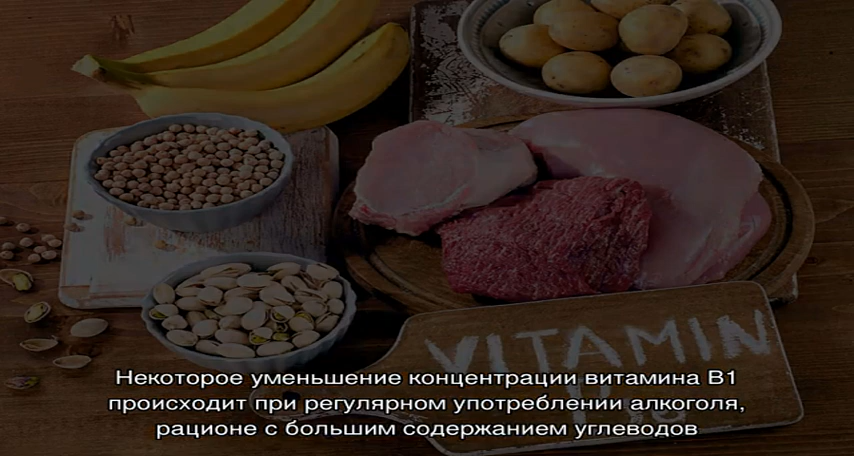 VITAMIN
Некоторое уменьшение концентрации витамина В1
происходит при регулярном употреблении алкоголя,
рационе с большим содержанием углеводов